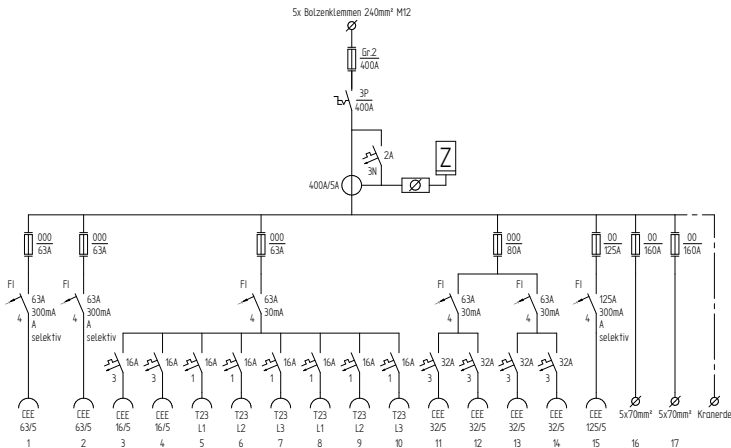 5x Bolzenklemmen 240mm² M12
Gr.2
400A
3P
400A
2A
3N
Z
400A/5A
000
63A
000
63A
000
63A
000
80A
00
125A
00
160A
00
160A
FI
63A
300mA
A
selektiv
4
FI
63A
300mA
A
selektiv
4
FI
63A
30mA
4
FI
63A
30mA
4
FI
63A
30mA
4
FI
125A
300mA
A
selektiv
4
16A
3
16A
3
16A
1
16A
1
16A
1
16A
1
16A
1
16A
1
32A
3
32A
3
32A
3
32A
3
CEE
63/5
1
CEE
63/5
2
CEE
16/5
3
CEE
16/5
4
T23
L1
5
T23
L2
6
T23
L3
7
T23
L1
8
T23
L2
9
T23
L3
10
CEE
32/5
11
CEE
32/5
12
CEE
32/5
13
CEE
32/5
14
CEE
125/5
15
5x70mm²
16
5x70mm²
17
Kranerde